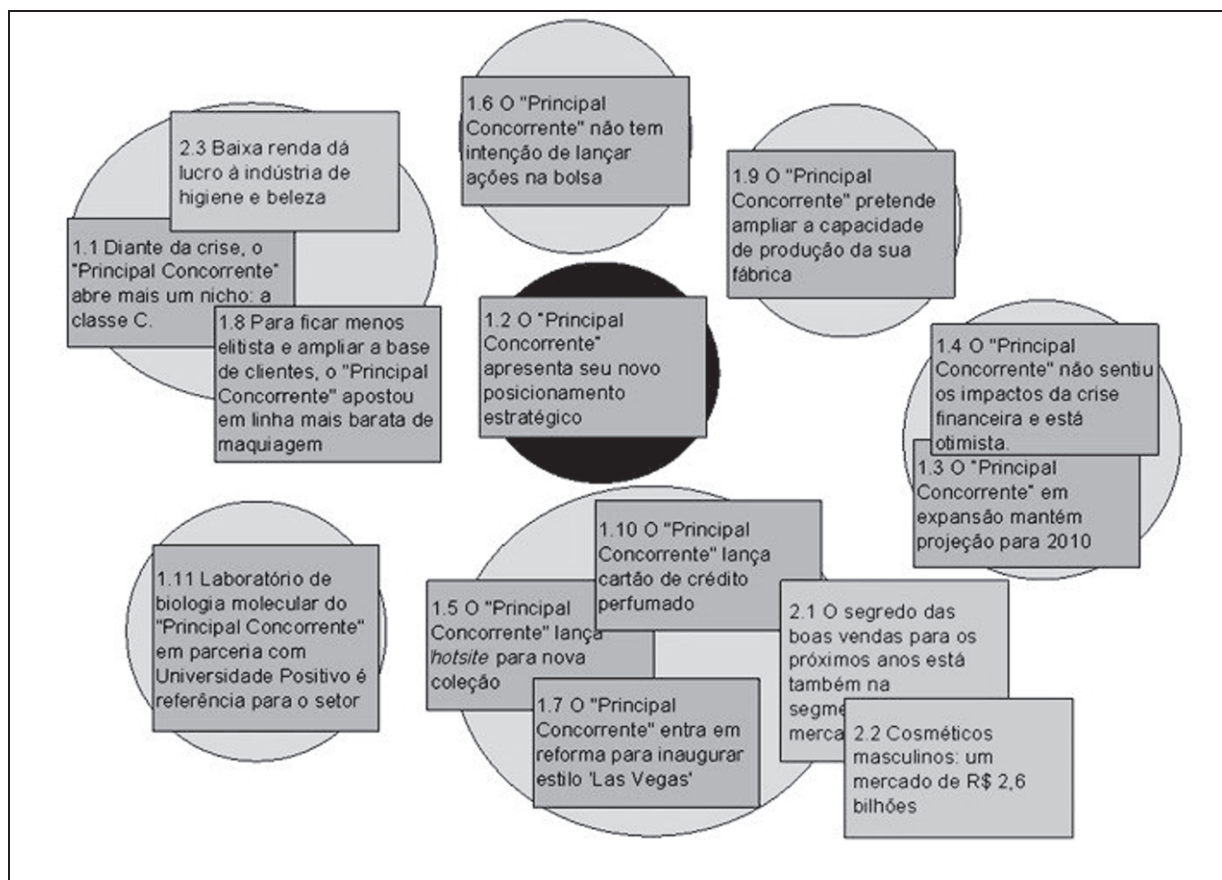 2.3 Baixa renda dá
lucro à indústria de
higiene e beleza
1.1 Diante da crise, o
"Principal Concorrente"
abre mais um nicho: a
classe C.
1.8 Para ficar menos
elitista e ampliar a base
de clientes, o "Principal
Concorrente" apostou
em linha mais barata de
maquiagem
1.6 O "Principal
Concorrente" não tem
intenção de lançar
ações na bolsa
1.9 O "Principal
Concorrente" pretende
ampliar a capacidade
de produção da sua
fábrica
1.2 O "Principal
Concorrente"
apresenta seu novo
posicionamento
estratégico
1.4 O "Principal
Concorrente" não sentiu
os impactos da crise
financeira e está
otimista.
1.3 O "Principal
Concorrente" em
expansão mantém
projeção para 2010
1.11 Laboratório de
biologia molecular do
"Principal Concorrente"
em parceria com
Universidade Positivo é
referência para o setor
1.10 O "Principal
Concorrente" lança
cartão de crédito
perfumado
1.5 O "Principal
Concorrente" lança
hotsite para nova
coleção
1.7 O "Principal
Concorrente" entra em
reforma para inaugurar
estilo 'Las Vegas'
2.1 O segredo das
boas vendas para os
próximos anos está
também na
2.2 Cosméticos
masculinos: um
mercado de R$ 2,6
bilhões